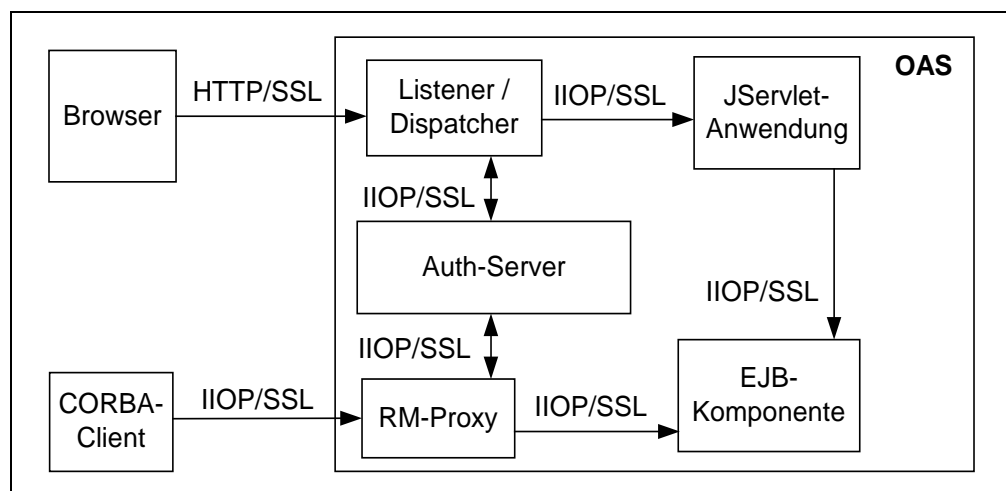 OAS
Browser
HTTP/SSL
Listener /
Dispatcher
IIOP/SSL
JServlet-
Anwendung
IIOP/SSL
Auth-Server
IIOP/SSL
IIOP/SSL
CORBA-
Client
IIOP/SSL
RM-Proxy
IIOP/SSL
EJB-
Komponente